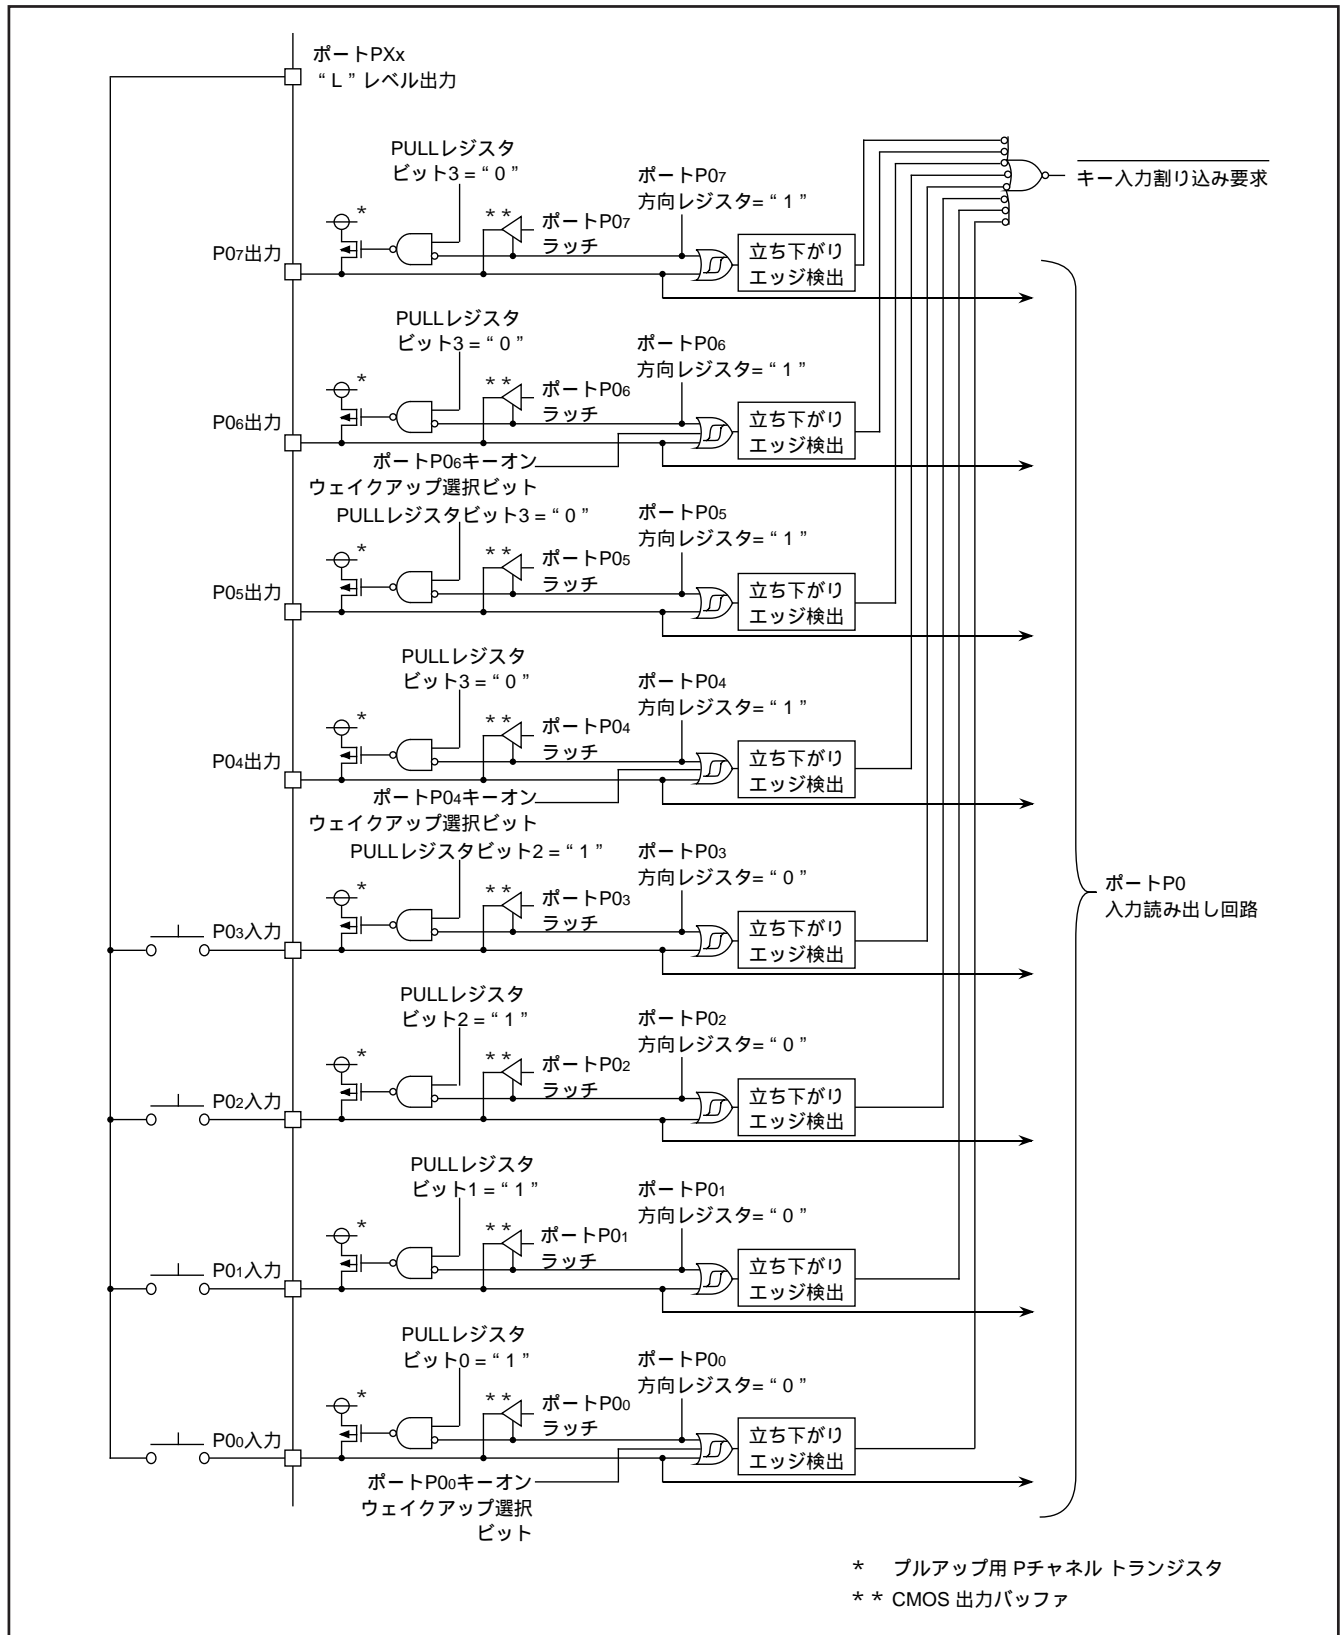 ポートPXx
“ L ” レベル出力
PULLレジスタ
ビット3 = “ 0 ”
*
* *
ポートP07
ラッチ
ポートP07
方向レジスタ= “ 1 ”
キー入力割り込み要求
P07出力
立ち下がり
エッジ検出
PULLレジスタ
ビット3 = “ 0 ”
*
* *
ポートP06
ラッチ
ポートP06
方向レジスタ= “ 1 ”
P06出力
立ち下がり
エッジ検出
ポートP06キーオン
ウェイクアップ選択ビット
PULLレジスタビット3 = “ 0 ”
*
* *
ポートP05
ラッチ
ポートP05
方向レジスタ= “ 1 ”
P05出力
立ち下がり
エッジ検出
PULLレジスタ
ビット3 = “ 0 ”
*
* *
ポートP04
ラッチ
ポートP04
方向レジスタ= “ 1 ”
P04出力
立ち下がり
エッジ検出
ポートP04キーオン
ウェイクアップ選択ビット
PULLレジスタビット2 = “ 1 ”
*
* *
ポートP03
ラッチ
ポートP03
方向レジスタ= “ 0 ”
P03入力
立ち下がり
エッジ検出
ポートP0
入力読み出し回路
PULLレジスタ
ビット2 = “ 1 ”
*
* *
ポートP02
ラッチ
ポートP02
方向レジスタ= “ 0 ”
P02入力
立ち下がり
エッジ検出
PULLレジスタ
ビット1 = “ 1 ”
*
* *
ポートP01
ラッチ
ポートP01
方向レジスタ= “ 0 ”
P01入力
立ち下がり
エッジ検出
PULLレジスタ
ビット0 = “ 1 ”
*
* *
ポートP00
ラッチ
ポートP00
方向レジスタ= “ 0 ”
P00入力
立ち下がり
エッジ検出
ポートP00キーオン
ウェイクアップ選択
ビット
* プルアップ用 Pチャネル トランジスタ
* * CMOS 出力バッファ